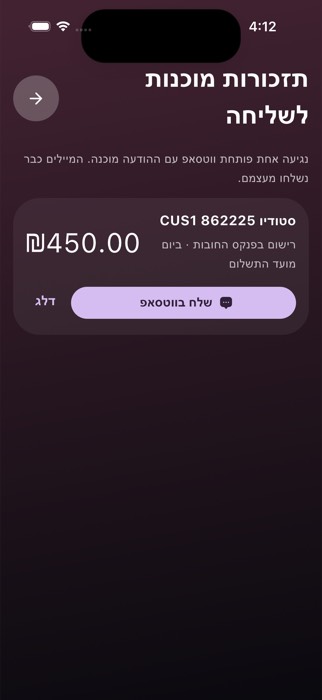 4:12
תזכורות מוכנות
לשליחה
נגיעה אחת פותחת ווטסאפ עם ההודעה מוכנה. המיילים כבר
נשלחו מעצמם.
סטודיו CUS1 862225
רישום בפנקס החובות · ביום
מועד התשלום
₪450.00
שלח בווטסאפ
דלג